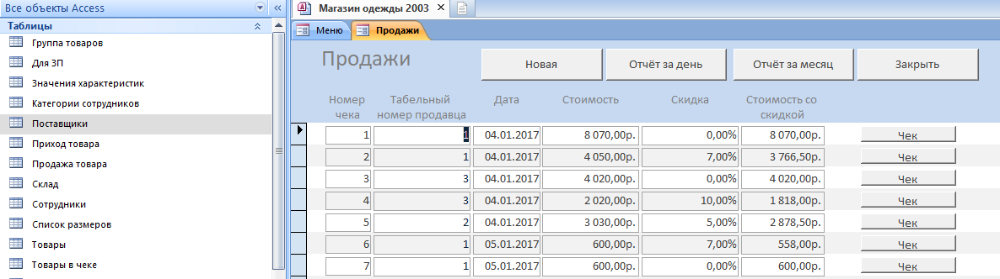 Все объекты Access
«
Магазин одежды 2003
Таблицы
Группа товаров
Для ЗП
Значения характеристик
Категории сотрудников
Поставщики
Приход товара
Продажа товара
Склад
Сотрудники
Список размеров
Товары
Товары в чеке
Меню
Продажи
Продажи
Новая Отчёт за день Отчёт за месяц Закрыть
Номер чека Табельный номер продавца Дата Стоимость Скидка Стоимость со скидкой
1 1 04.01.2017 8 070,00р. 0,00% 8 070,00р. Чек
2 1 04.01.2017 4 050,00р. 7,00% 3 766,50р. Чек
3 3 04.01.2017 4 020,00р. 0,00% 4 020,00р. Чек
4 3 04.01.2017 2 020,00р. 10,00% 1 818,00р. Чек
5 2 04.01.2017 3 030,00р. 5,00% 2 878,50р. Чек
6 1 05.01.2017 600,00р. 7,00% 558,00р. Чек
7 1 05.01.2017 600,00р. 0,00% 600,00р. Чек